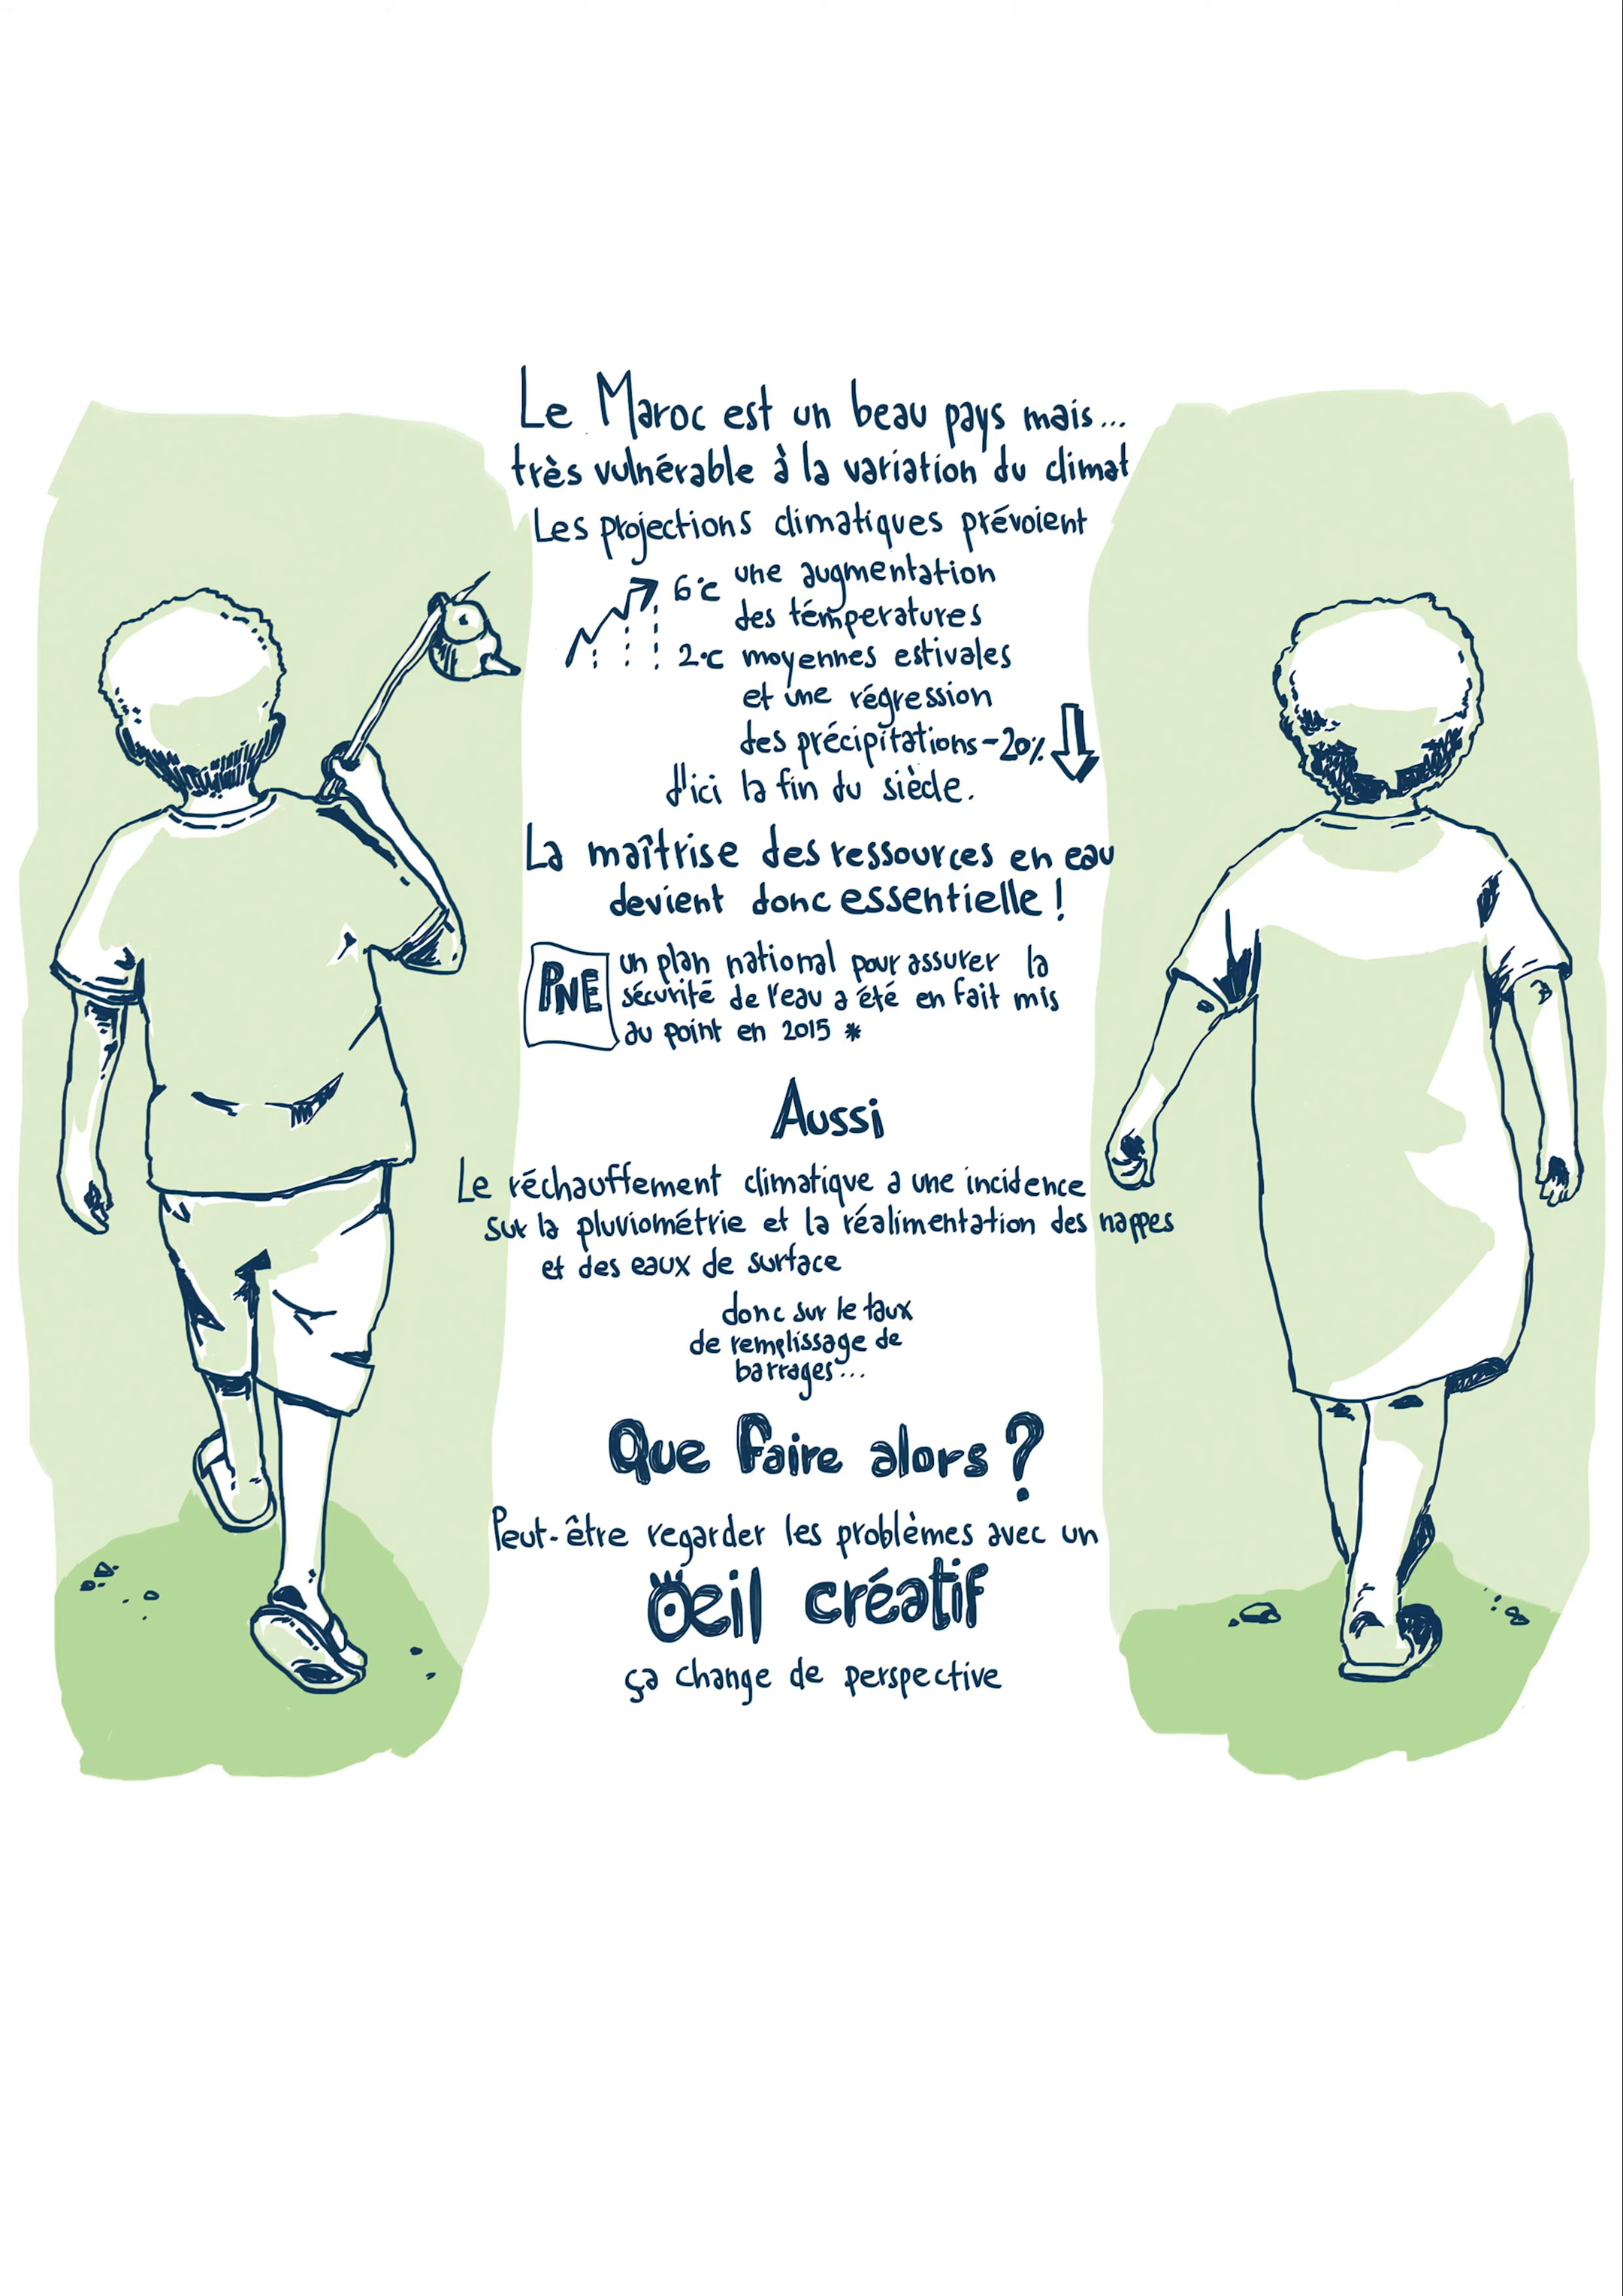 Le Maroc est un beau pays mais...
très vulnérable à la variation du climat
Les projections climatiques prévoient
6°c une augmentation
des témperatures
2°c moyennes estivales
et une régression
des précipitations -20%
d'ici la fin du siècle.
La maîtrise des ressources en eau
devient donc essentielle !
PNE
un plan national pour assurer la
sécurité de l'eau a été en fait mis
au point en 2015 *
Aussi
Le réchauffement climatique a une incidence
sur la pluviométrie et la réalimentation des nappes
et des eaux de surface
donc sur le taux
de remplissage de
barrages...
Que faire alors ?
Peut-être regarder les problèmes avec un
Œil créatif
ça change de perspective